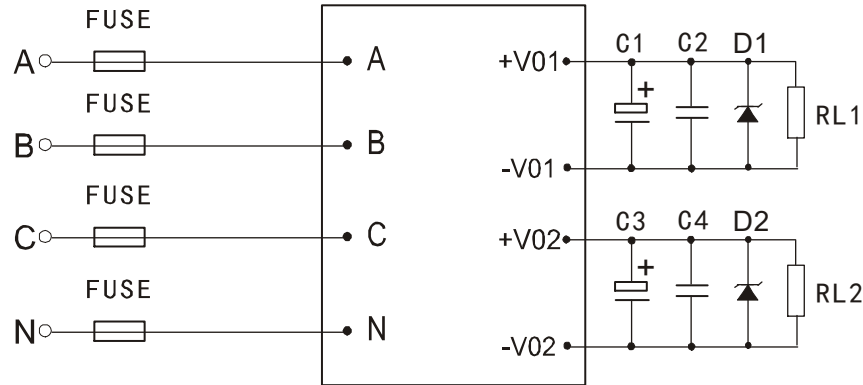 FUSE
A A
FUSE
B B
FUSE
C C
FUSE
N N
+V01 C1 C2 D1
+
RL1
-V01
+V02 C3 C4 D2
+
RL2
-V02